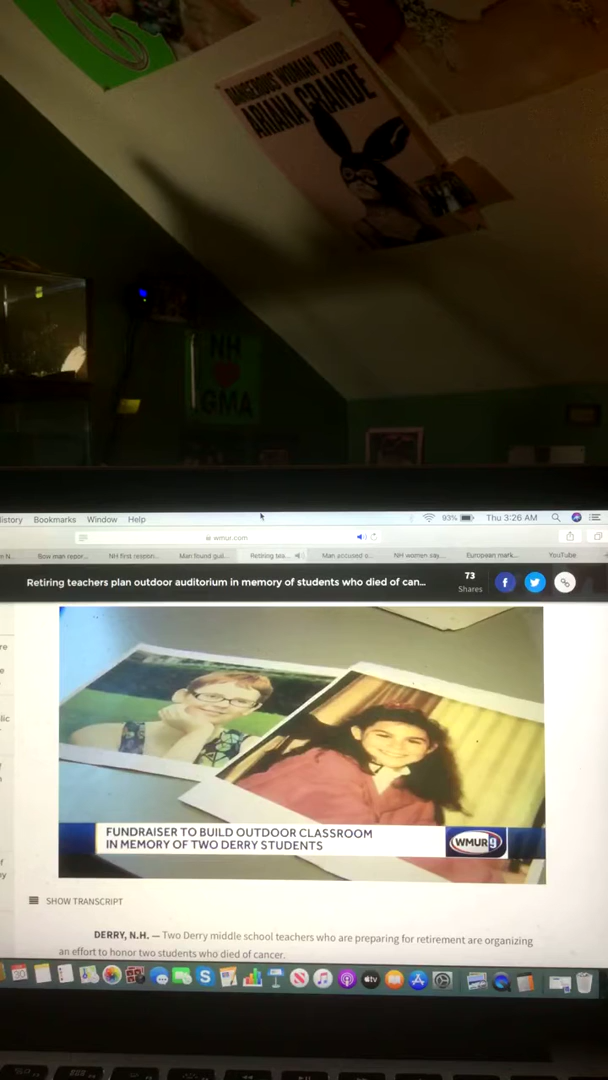 DANGEROUS WOMAN TOUR
ARIANA GRANDE
NH
GMA
History Bookmarks Window Help 93% Thu 3:26 AM
wmur.com
Bow man repor... NH first respon... Man found guil... Retiring tea... Man accused o... NH women say... European mark... YouTube
Retiring teachers plan outdoor auditorium in memory of students who died of can...
73
Shares
FUNDRAISER TO BUILD OUTDOOR CLASSROOM
IN MEMORY OF TWO DERRY STUDENTS
WMUR 9
SHOW TRANSCRIPT
DERRY, N.H. — Two Derry middle school teachers who are preparing for retirement are organizing
an effort to honor two students who died of cancer.
tv